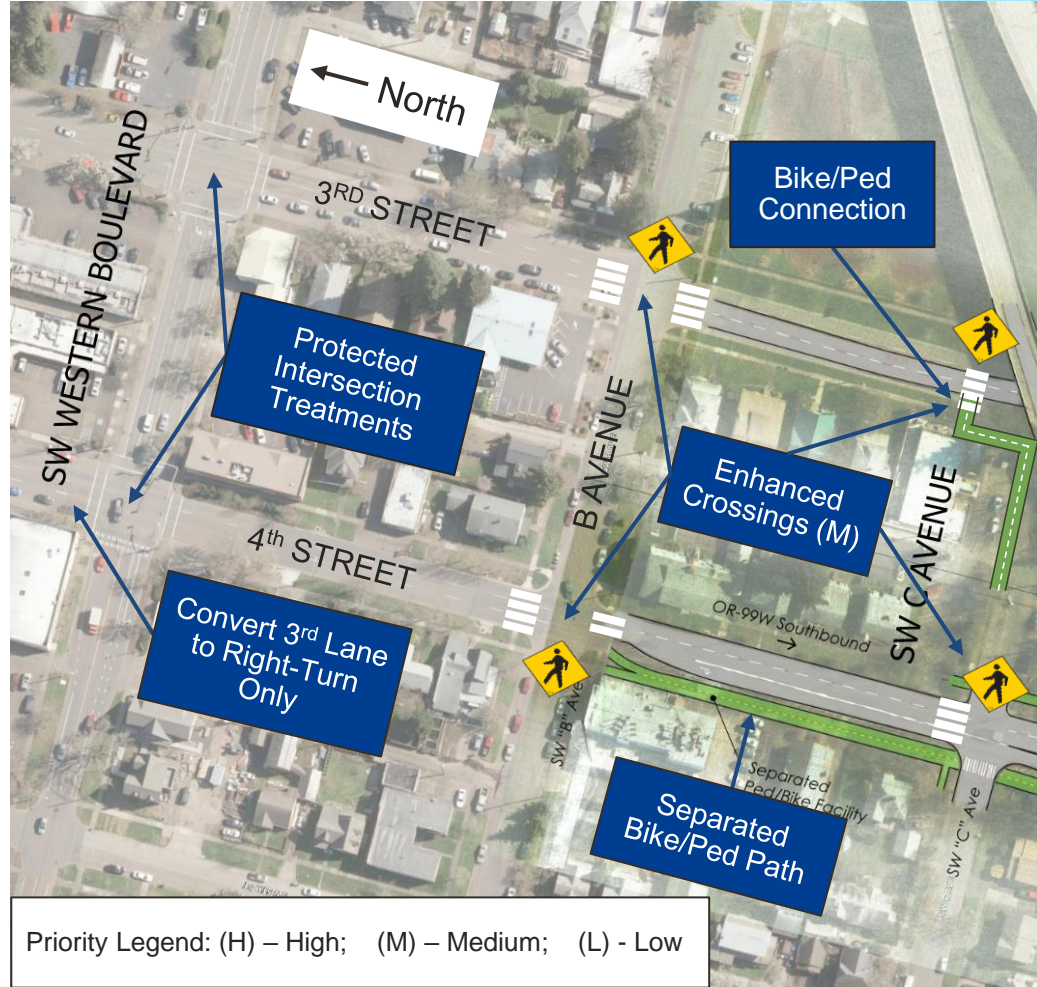 North
SW WESTERN BOULEVARD
3RD STREET
Bike/Ped
Connection
Protected
Intersection
Treatments
B AVENUE
Enhanced
Crossings (M)
SW C AVENUE
4th STREET
Convert 3rd Lane
to Right-Turn
Only
OR-99W Southbound
SW "B" Ave
Separated
Ped/Bike Facility
Separated
Bike/Ped Path
SW "C" Ave
Priority Legend: (H) – High; (M) – Medium; (L) - Low